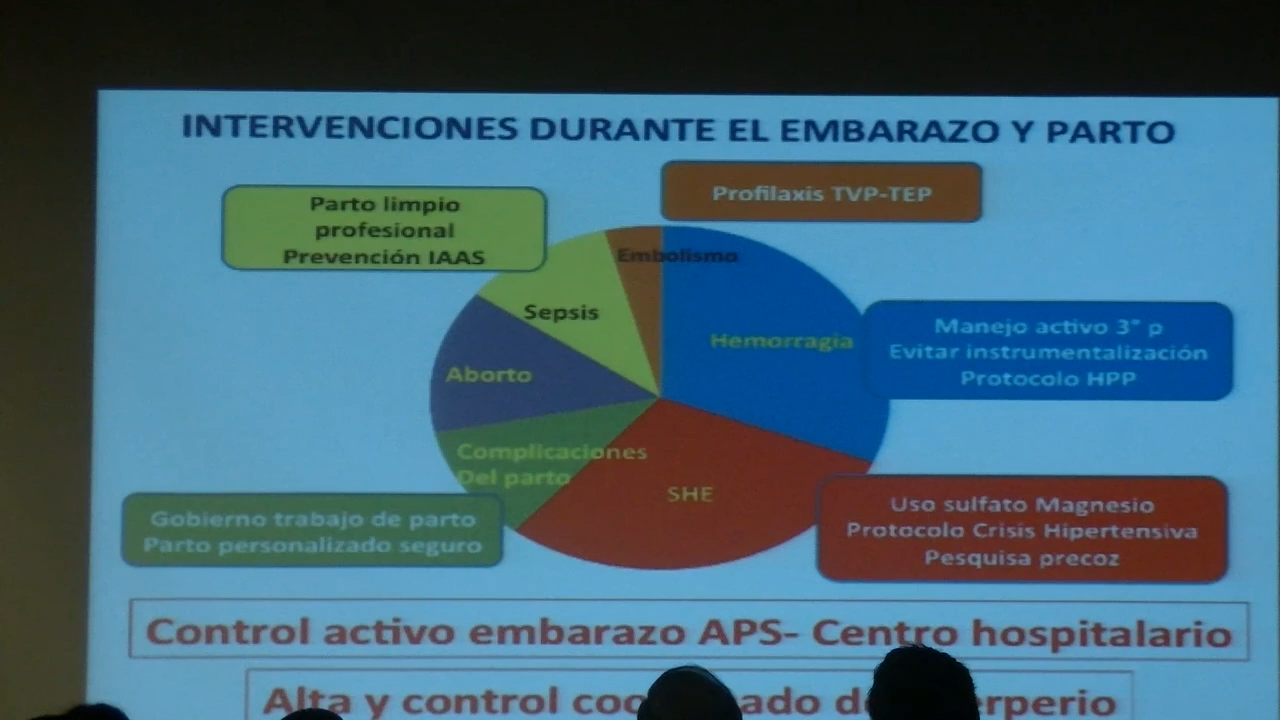 INTERVENCIONES DURANTE EL EMBARAZO Y PARTO
Profilaxis TVP-TEP
Parto limpio
profesional
Prevención IAAS
Embolismo
Sepsis
Hemorragia
Manejo activo 3° p
Evitar instrumentalización
Protocolo HPP
Aborto
Complicaciones
Del parto
SHE
Gobierno trabajo de parto
Parto personalizado seguro
Uso sulfato Magnesio
Protocolo Crisis Hipertensiva
Pesquisa precoz
Control activo embarazo APS- Centro hospitalario
Alta y control